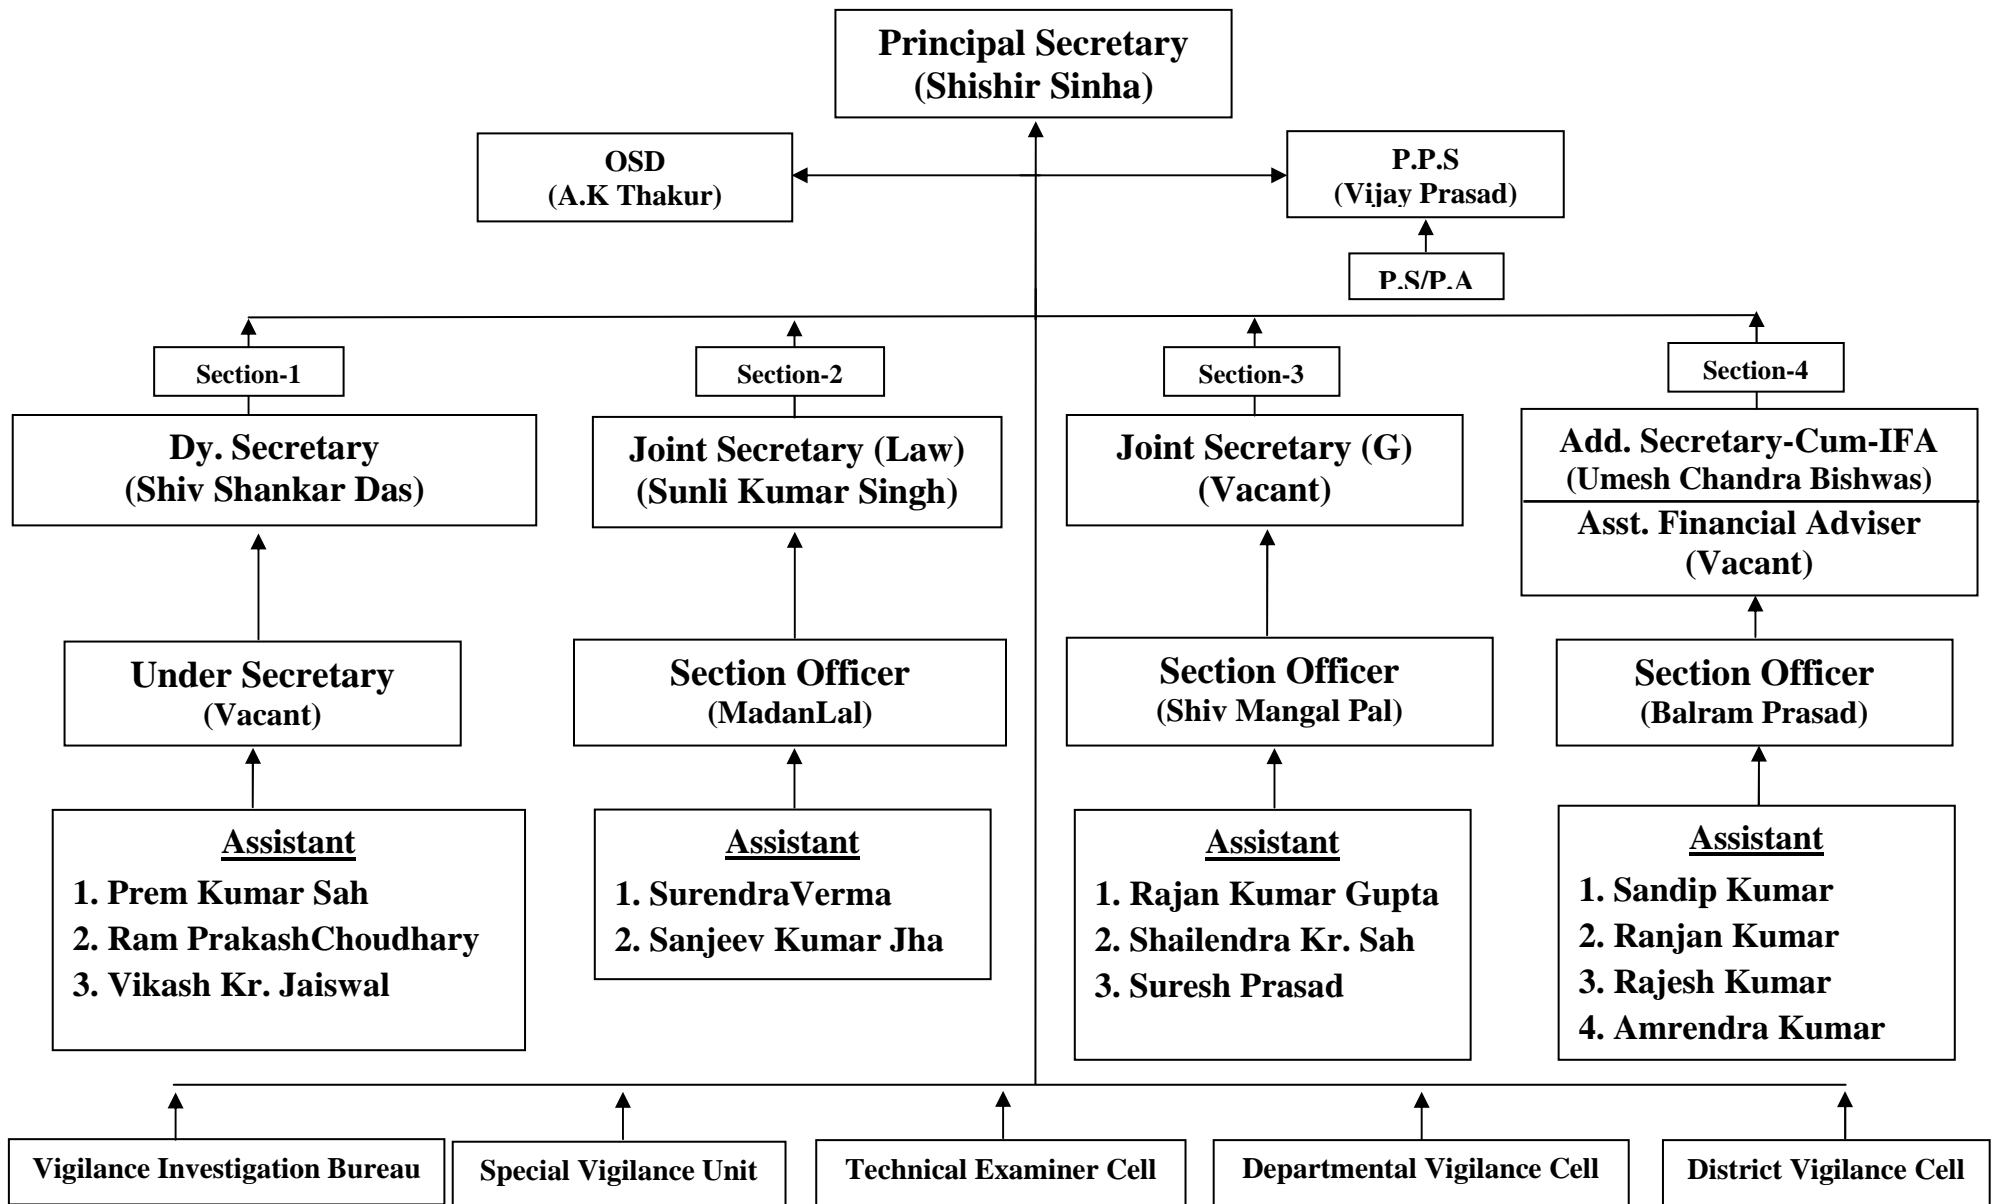 Principal Secretary
(Shishir Sinha)
OSD
(A.K Thakur)
P.P.S
(Vijay Prasad)
P.S/P.A
Section-1
Section-2
Section-3
Section-4
Dy. Secretary
(Shiv Shankar Das)
Joint Secretary (Law)
(Sunli Kumar Singh)
Joint Secretary (G)
(Vacant)
Add. Secretary-Cum-IFA
(Umesh Chandra Bishwas)
Asst. Financial Adviser
(Vacant)
Under Secretary
(Vacant)
Section Officer
(MadanLal)
Section Officer
(Shiv Mangal Pal)
Section Officer
(Balram Prasad)
Assistant
1. Prem Kumar Sah
2. Ram PrakashChoudhary
3. Vikash Kr. Jaiswal
Assistant
1. SurendraVerma
2. Sanjeev Kumar Jha
Assistant
1. Rajan Kumar Gupta
2. Shailendra Kr. Sah
3. Suresh Prasad
Assistant
1. Sandip Kumar
2. Ranjan Kumar
3. Rajesh Kumar
4. Amrendra Kumar
Vigilance Investigation Bureau
Special Vigilance Unit
Technical Examiner Cell
Departmental Vigilance Cell
District Vigilance Cell